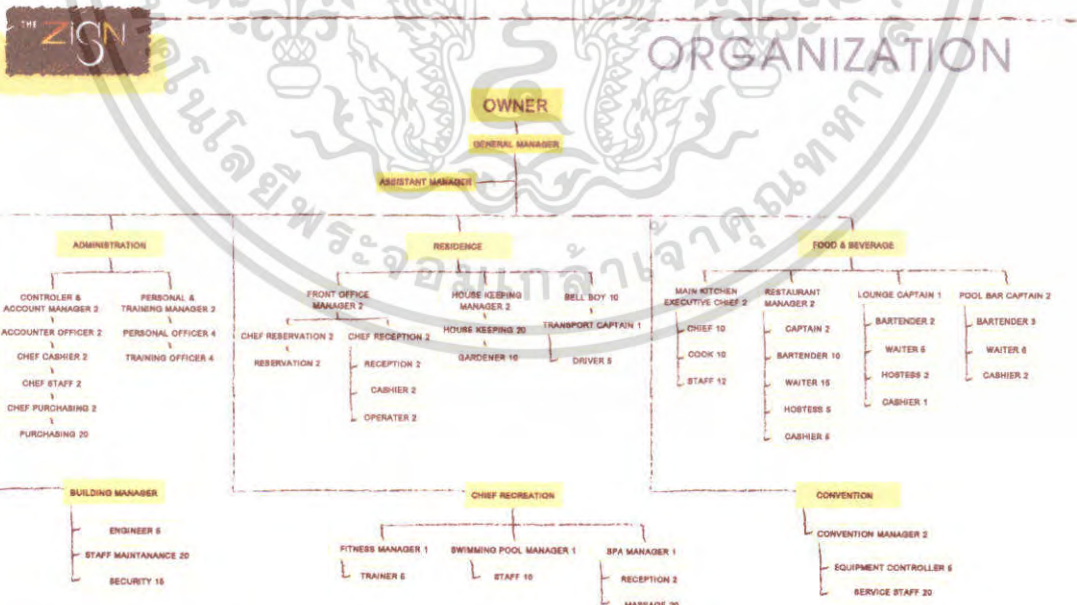 THE ZIGN
ORGANIZATION
OWNER
GENERAL MANAGER
ASSISTANT MANAGER
ADMINISTRATION
RESIDENCE
FOOD & BEVERAGE
CONTROLER & ACCOUNT MANAGER 2
ACCOUNTER OFFICER 2
CHEF CASHIER 2
CHEF STAFF 2
CHEF PURCHASING 2
PURCHASING 20
PERSONAL & TRAINING MANAGER 2
PERSONAL OFFICER 4
TRAINING OFFICER 4
FRONT OFFICE MANAGER 2
CHEF RESERVATION 2
RESERVATION 2
CHEF RECEPTION 2
RECEPTION 2
CASHIER 2
OPERATER 2
HOUSE KEEPING MANAGER 2
HOUSE KEEPING 20
GARDENER 10
BELL BOY 10
TRANSPORT CAPTAIN 1
DRIVER 5
MAIN KITCHEN EXECUTIVE CHIEF 2
CHIEF 10
COOK 10
STAFF 12
RESTAURANT MANAGER 2
CAPTAIN 2
BARTENDER 10
WAITER 15
HOSTESS 5
CASHIER 5
LOUNGE CAPTAIN 1
BARTENDER 2
WAITER 5
HOSTESS 2
CASHIER 1
POOL BAR CAPTAIN 2
BARTENDER 3
WAITER 6
CASHIER 2
BUILDING MANAGER
ENGINEER 5
STAFF MAINTANANCE 20
SECURITY 15
CHIEF RECREATION
FITNESS MANAGER 1
TRAINER 5
SWIMMING POOL MANAGER 1
STAFF 10
SPA MANAGER 1
RECEPTION 2
MASSAGE 20
CONVENTION
CONVENTION MANAGER 2
EQUIPMENT CONTROLLER 5
SERVICE STAFF 20